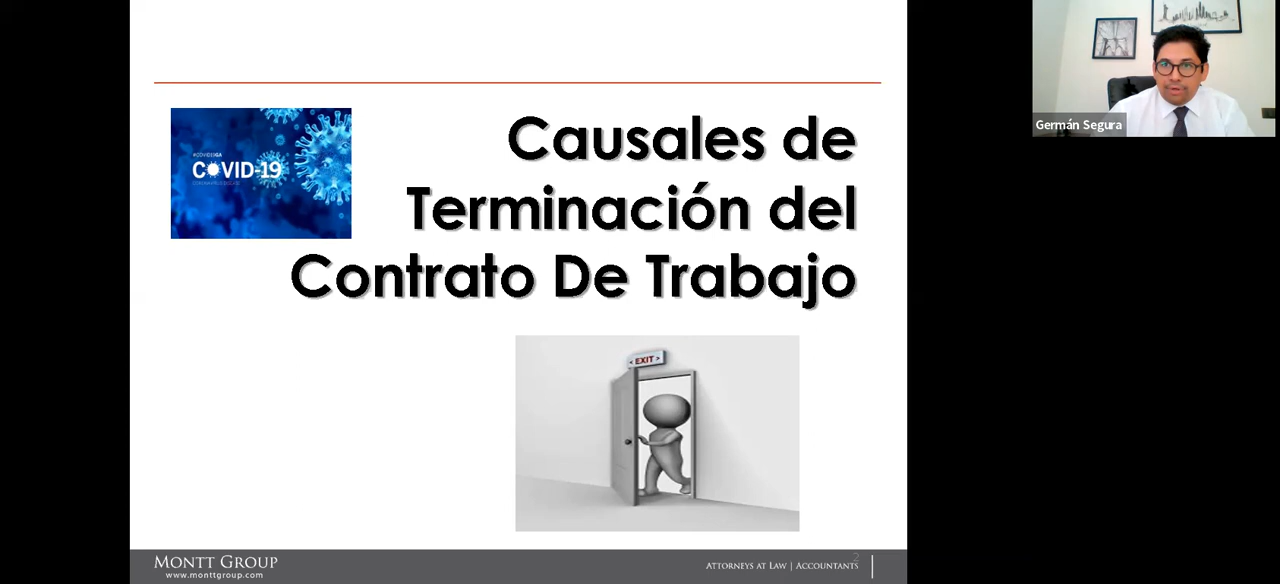 Causales de
Terminación del
Contrato De Trabajo
COVID-19
< EXIT >
MONTT GROUP
www.monttgroup.com
ATTORNEYS AT LAW | ACCOUNTANTS
2
Germán Segura